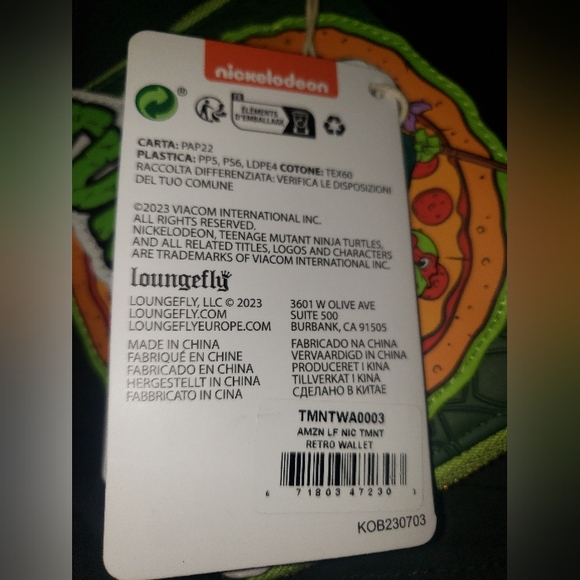 nickelodeon
®
FR
ÉLÉMENTS
D'EMBALLAGE
CARTA: PAP22
PLASTICA: PP5, PS6, LDPE4 COTONE: TEX60
RACCOLTA DIFFERENZIATA: VERIFICA LE DISPOSIZIONI
DEL TUO COMUNE
©2023 VIACOM INTERNATIONAL INC.
ALL RIGHTS RESERVED.
NICKELODEON, TEENAGE MUTANT NINJA TURTLES,
AND ALL RELATED TITLES, LOGOS AND CHARACTERS
ARE TRADEMARKS OF VIACOM INTERNATIONAL INC.
loungefly
LOUNGEFLY, LLC © 2023
LOUNGEFLY.COM
LOUNGEFLYEUROPE.COM
3601 W OLIVE AVE
SUITE 500
BURBANK, CA 91505
MADE IN CHINA
FABRIQUÉ EN CHINE
FABRICADO EN CHINA
HERGESTELLT IN CHINA
FABBRICATO IN CINA
FABRICADO NA CHINA
VERVAARDIGD IN CHINA
PRODUCERET I KINA
TILLVERKAT I KINA
СДЕЛАНО В КИТАЕ
TMNTWA0003
AMZN LF NIC TMNT
RETRO WALLET
6 71803 47230 3
KOB230703